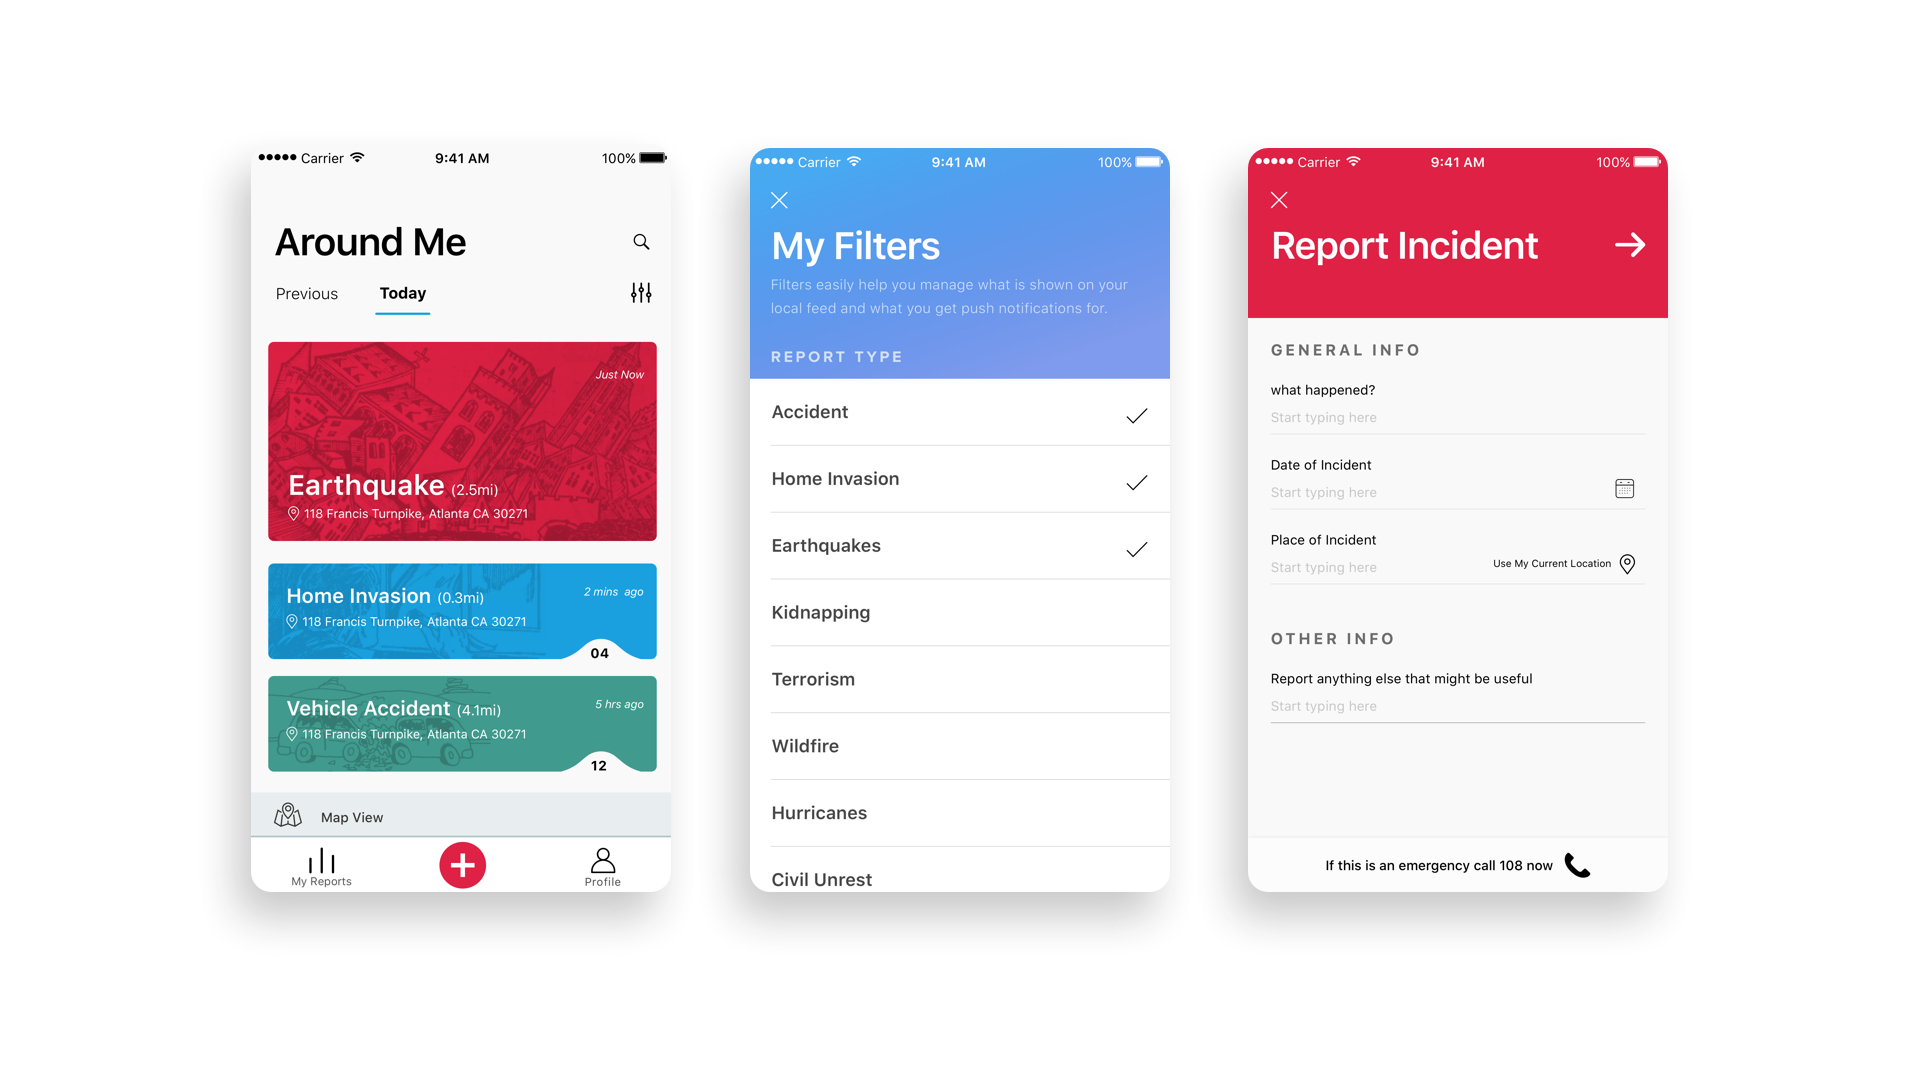 Carrier 9:41 AM 100%
Around Me
Previous Today
Just Now
Earthquake (2.5mi)
118 Francis Turnpike, Atlanta CA 30271
Home Invasion (0.3mi) 2 mins ago
118 Francis Turnpike, Atlanta CA 30271
04
Vehicle Accident (4.1mi) 5 hrs ago
118 Francis Turnpike, Atlanta CA 30271
12
Map View
My Reports Profile
Carrier 9:41 AM 100%
My Filters
Filters easily help you manage what is shown on your
local feed and what you get push notifications for.
REPORT TYPE
Accident
Home Invasion
Earthquakes
Kidnapping
Terrorism
Wildfire
Hurricanes
Civil Unrest
Carrier 9:41 AM 100%
Report Incident
GENERAL INFO
what happened?
Start typing here
Date of Incident
Start typing here
Place of Incident
Start typing here Use My Current Location
OTHER INFO
Report anything else that might be useful
Start typing here
If this is an emergency call 108 now